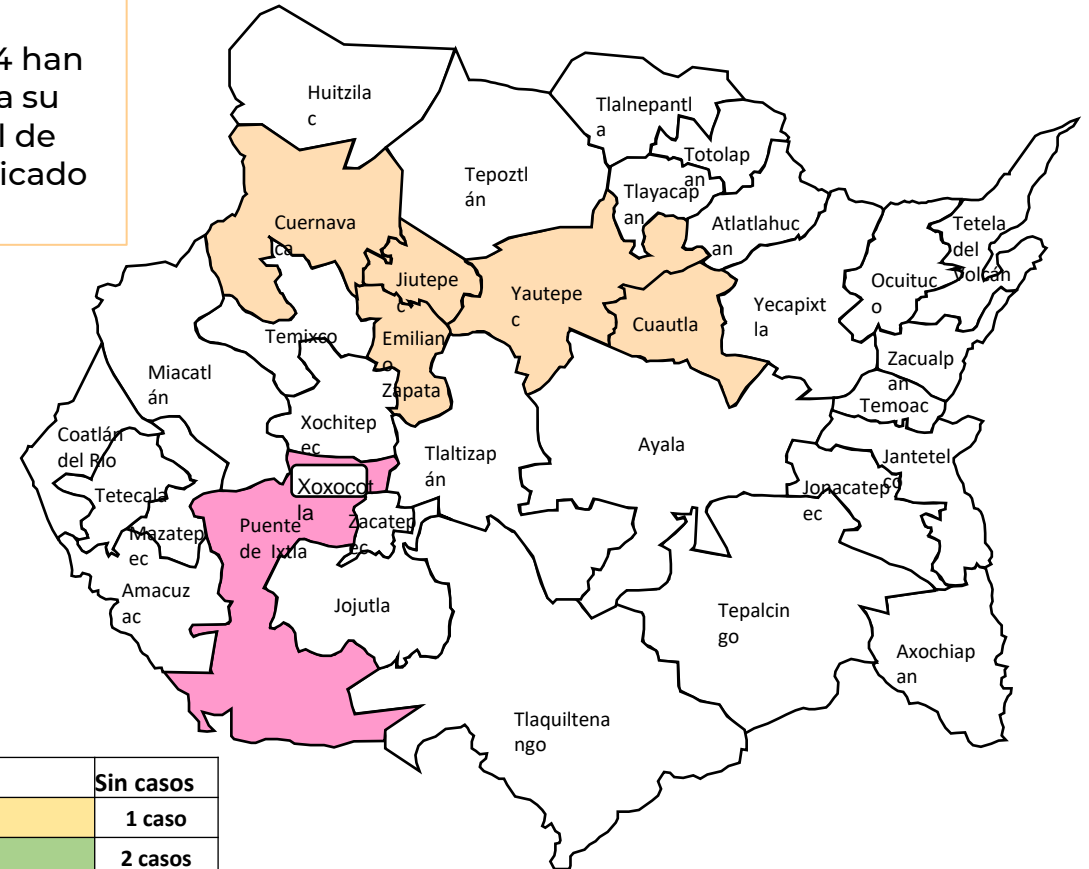 4 han
a su
l de
icado
Huitzila
c
Tlalnepantl
a
Totolap
an
Tepoztl
án
Tlayacap
an
Atlatlahuc
an
Tetela
del
Volcán
Cuernava
ca
Jiutepe
c
Yautepe
c
Ocuituc
o
Yecapixt
la
Cuautla
Temixco
Emilian
o
Zapata
Zacualp
an
Miacatl
án
Temoac
Xochitep
ec
Coatlán
del Rio
Tlaltizap
án
Ayala
Jantetel
co
Jonacatep
ec
Tetecala
Xoxocot
la
Mazatep
ec
Puente
de Ixtla
Zacatep
ec
Amacuz
ac
Jojutla
Tepalcin
go
Axochiap
an
Tlaquiltena
ngo
Sin casos
1 caso
2 casos